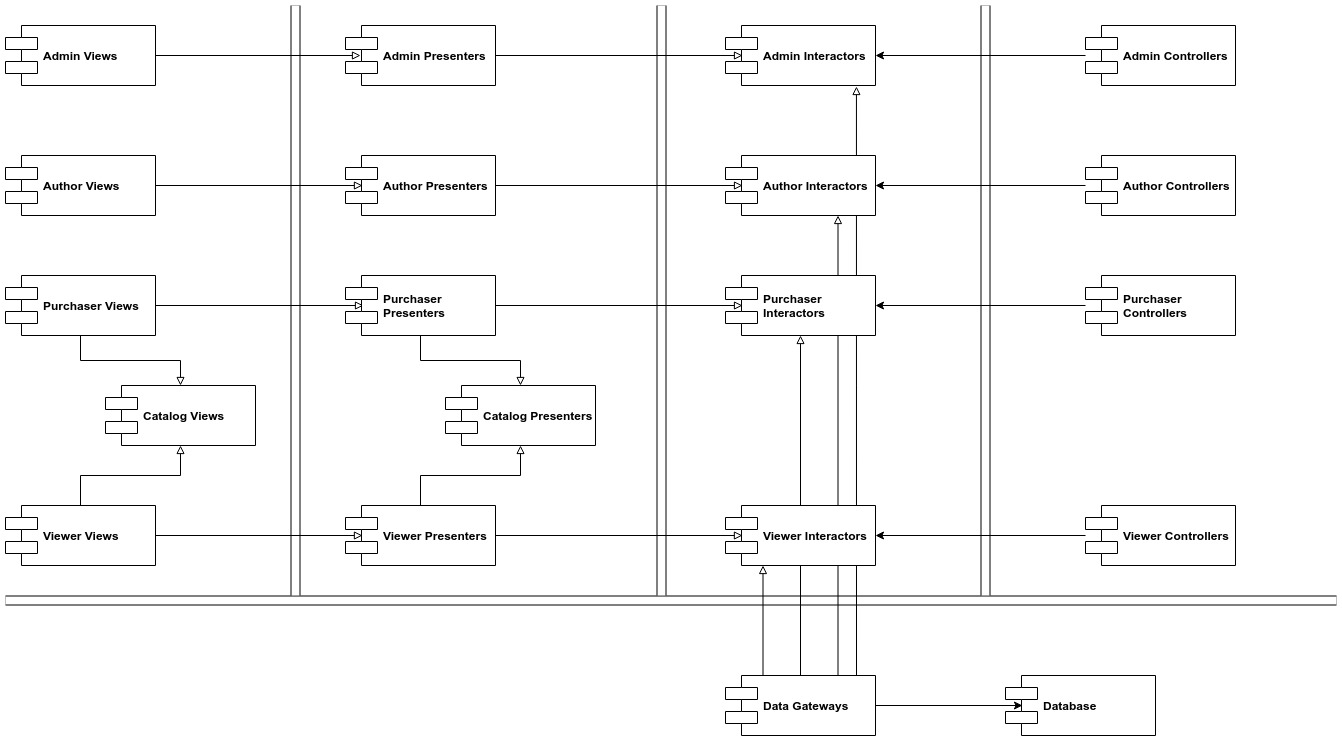 Admin Views
Admin Presenters
Admin Interactors
Admin Controllers
Author Views
Author Presenters
Author Interactors
Author Controllers
Purchaser Views
Purchaser
Presenters
Purchaser
Interactors
Purchaser
Controllers
Catalog Views
Catalog Presenters
Viewer Views
Viewer Presenters
Viewer Interactors
Viewer Controllers
Data Gateways
Database